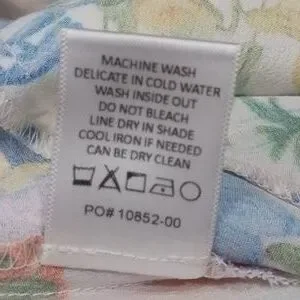 MACHINE WASH
DELICATE IN COLD WATER
WASH INSIDE OUT
DO NOT BLEACH
LINE DRY IN SHADE
COOL IRON IF NEEDED
CAN BE DRY CLEAN
PO# 10852-00